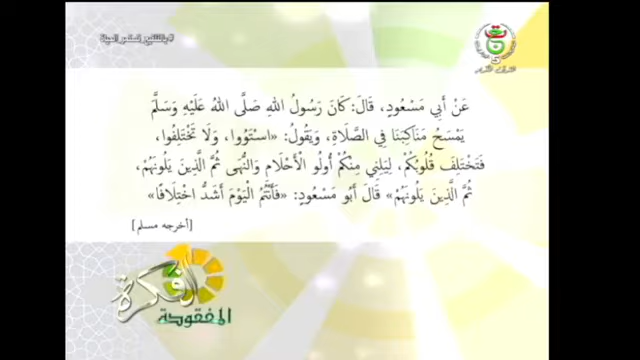 #بالتلقيح_تستمر_الحياة
عَنْ أَبِي مَسْعُودٍ، قَالَ: كَانَ رَسُولُ اللهِ صَلَّى اللهُ عَلَيْهِ وَسَلَّمَ
يَمْسَحُ مَنَاكِبَنَا فِي الصَّلَاةِ، وَيَقُولُ: «اسْتَوُوا، وَلَا تَخْتَلِفُوا،
فَتَخْتَلِفَ قُلُوبُكُمْ، لِيَلِنِي مِنْكُمْ أُولُو الْأَحْلَامِ وَالنُّهَى ثُمَّ الَّذِينَ يَلُونَهُمْ،
ثُمَّ الَّذِينَ يَلُونَهُمْ» قَالَ أَبُو مَسْعُودٍ: «فَأَنْتُمُ الْيَوْمَ أَشَدُّ اخْتِلَافًا»
[أخرجه مسلم]
الفكرة
المفقودة